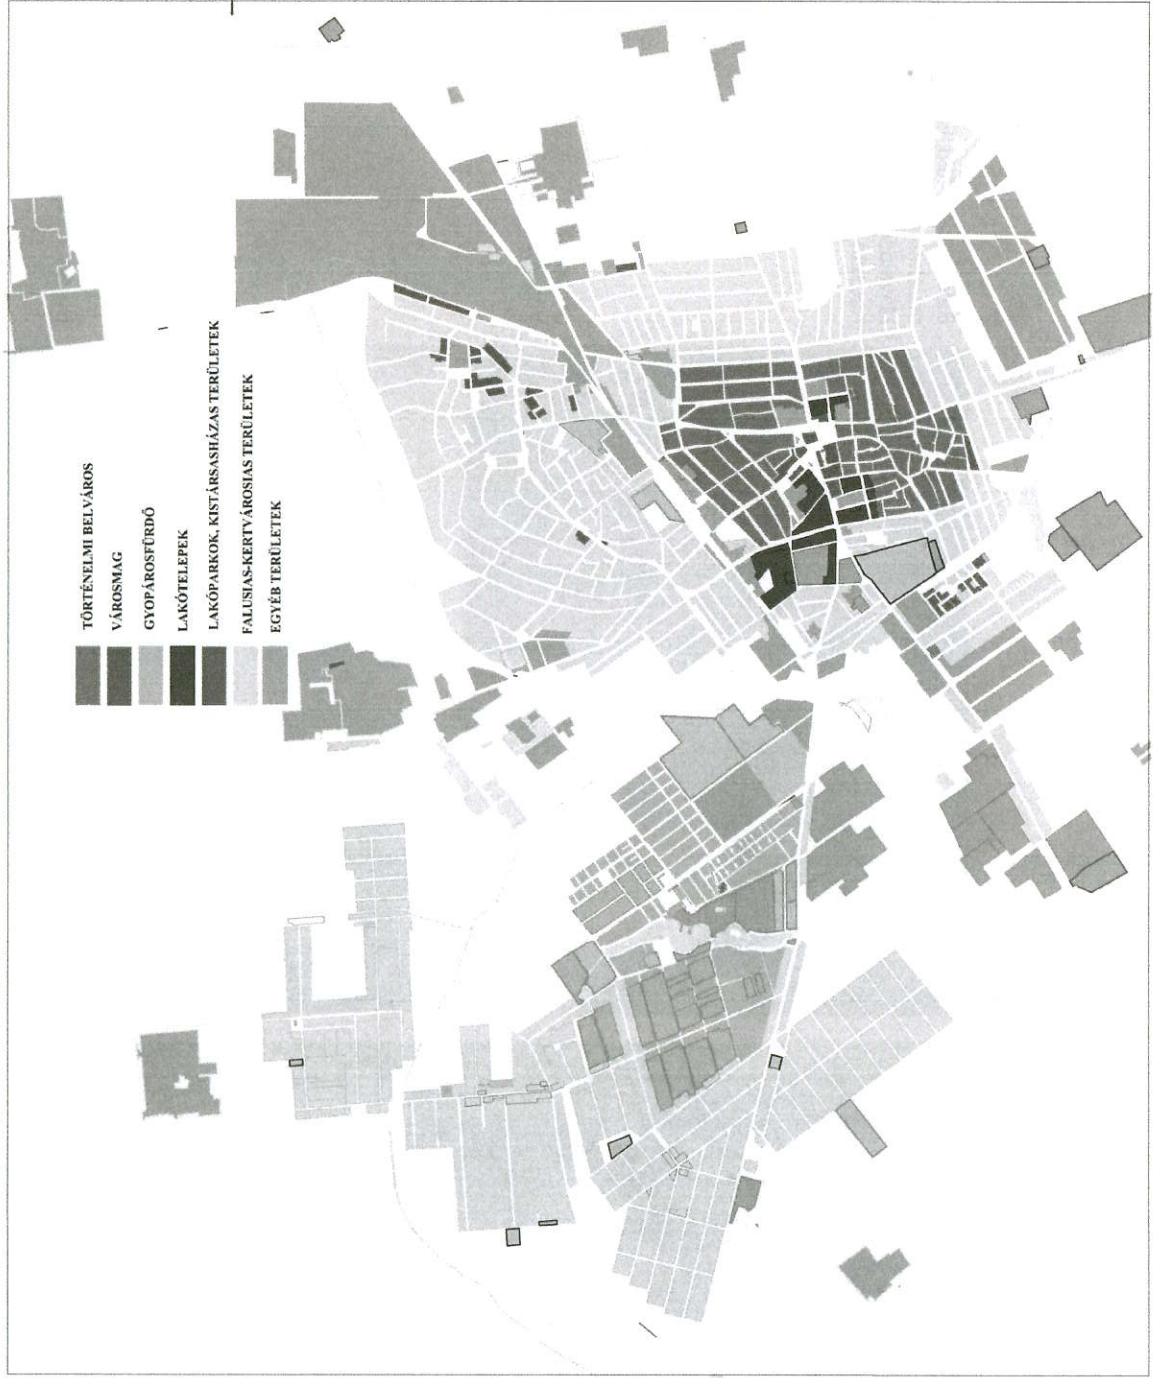 TÖRTÉNELMI BELVÁROS
VÁROSMAG
GYOPÁROSFÜRDŐ
LAKÓTELEPEK
LAKÓPARKOK, KISTÁRSASHÁZAS TERÜLETEK
FALUSIAS-KERTVÁROSIAS TERÜLETEK
EGYÉB TERÜLETEK